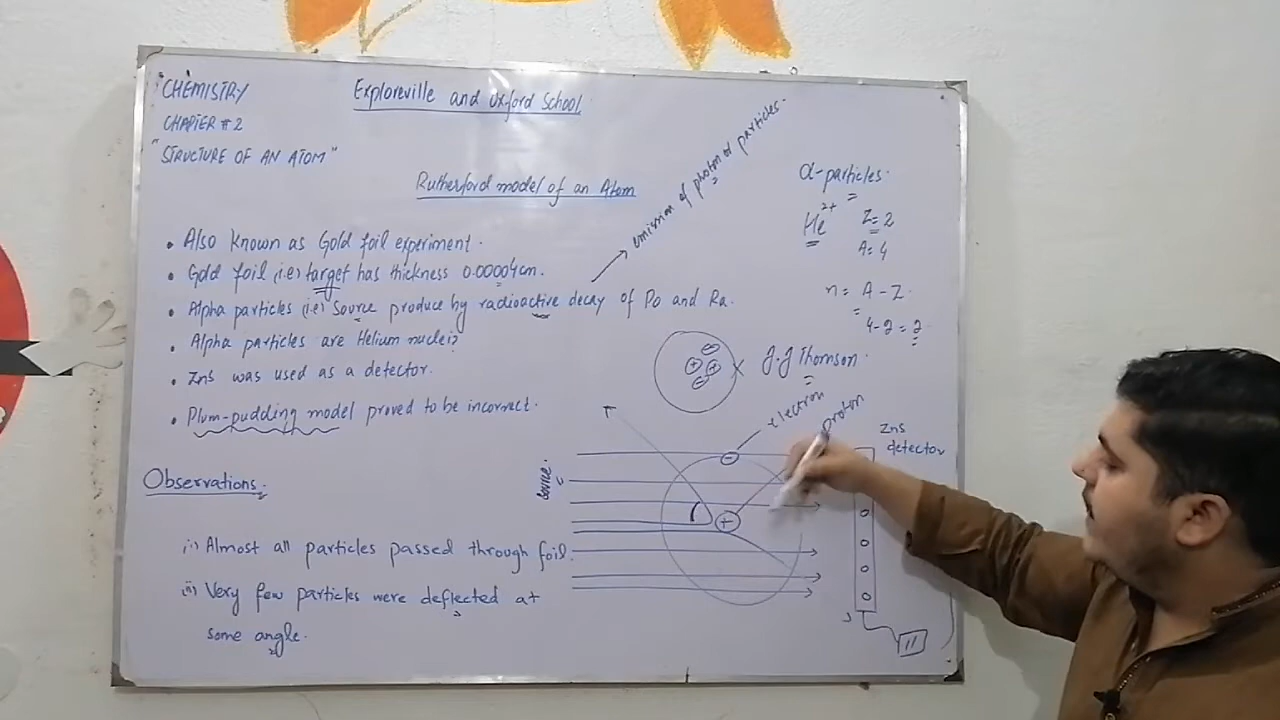 "CHEMISTRY
CHAPTER #2
"STRUCTURE OF AN ATOM"
Exploreville and Oxford School
Rutherford model of an Atom
• Also known as Gold foil experiment.
• Gold foil (i.e) target has thickness 0.00004cm.
• Alpha particles (i.e) source produce by radioactive decay of Po and Ra.
• Alpha particles are Helium nuclei
• ZnS was used as a detector.
• Plum-pudding model proved to be incorrect.
emission of photon or particles.
α-particles.
He²⁺ Z=2
A=4
n= A-Z
= 4-2=2
+ + - -
J.J Thomson
electron
proton
ZnS
detector
source
-
+
Observations
i) Almost all particles passed through foil.
ii) Very few particles were deflected at
some angle.
11